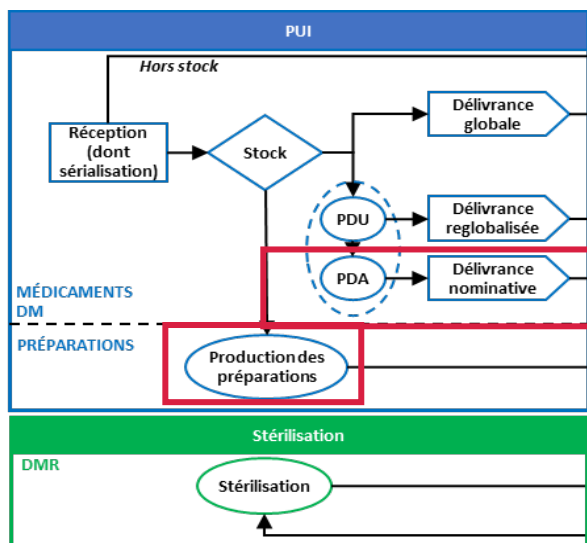 PUI
Hors stock
Réception
(dont
sérialisation)
Stock
Délivrance
globale
PDU
Délivrance
reglobalisée
PDA
Délivrance
nominative
MÉDICAMENTS
DM
PRÉPARATIONS
Production des
préparations
Stérilisation
DMR
Stérilisation